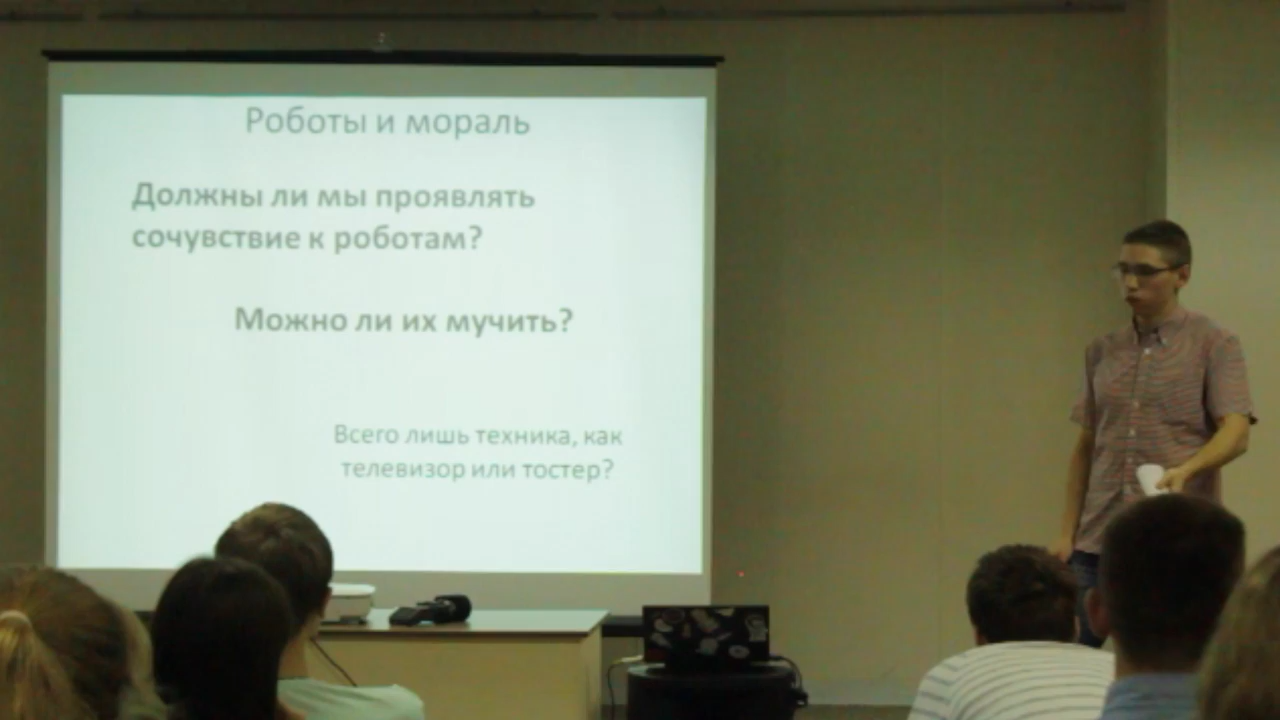 Роботы и мораль
Должны ли мы проявлять
сочувствие к роботам?
Можно ли их мучить?
Всего лишь техника, как
телевизор или тостер?